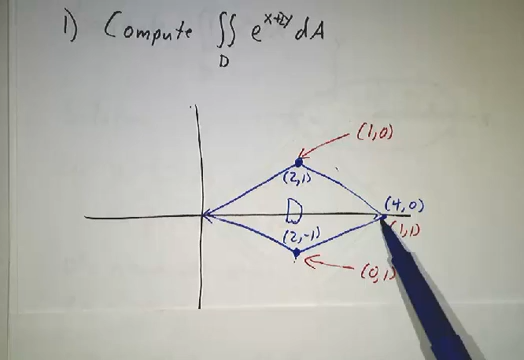 1) Compute ∬ e^{x+2y} dA
D
(1,0)
(2,1)
D
(4,0)
(2,-1)
(1,1)
(0,1)